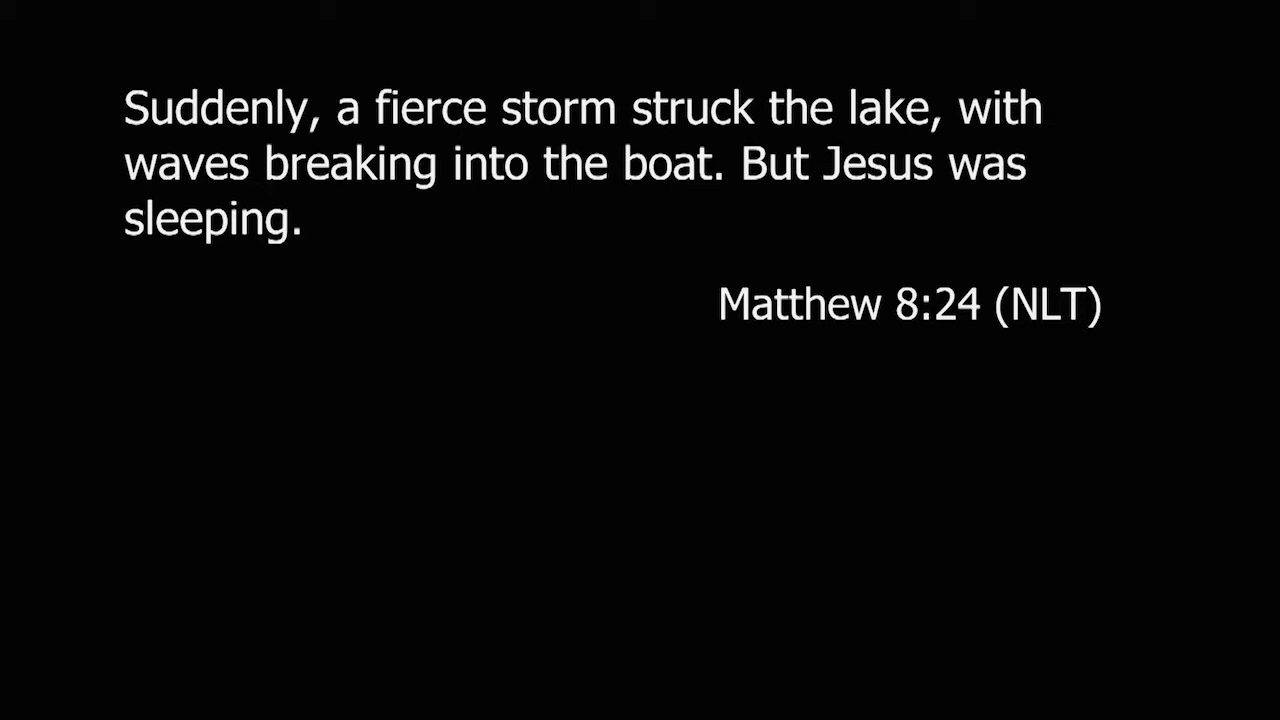 Suddenly, a fierce storm struck the lake, with
waves breaking into the boat. But Jesus was
sleeping.
Matthew 8:24 (NLT)